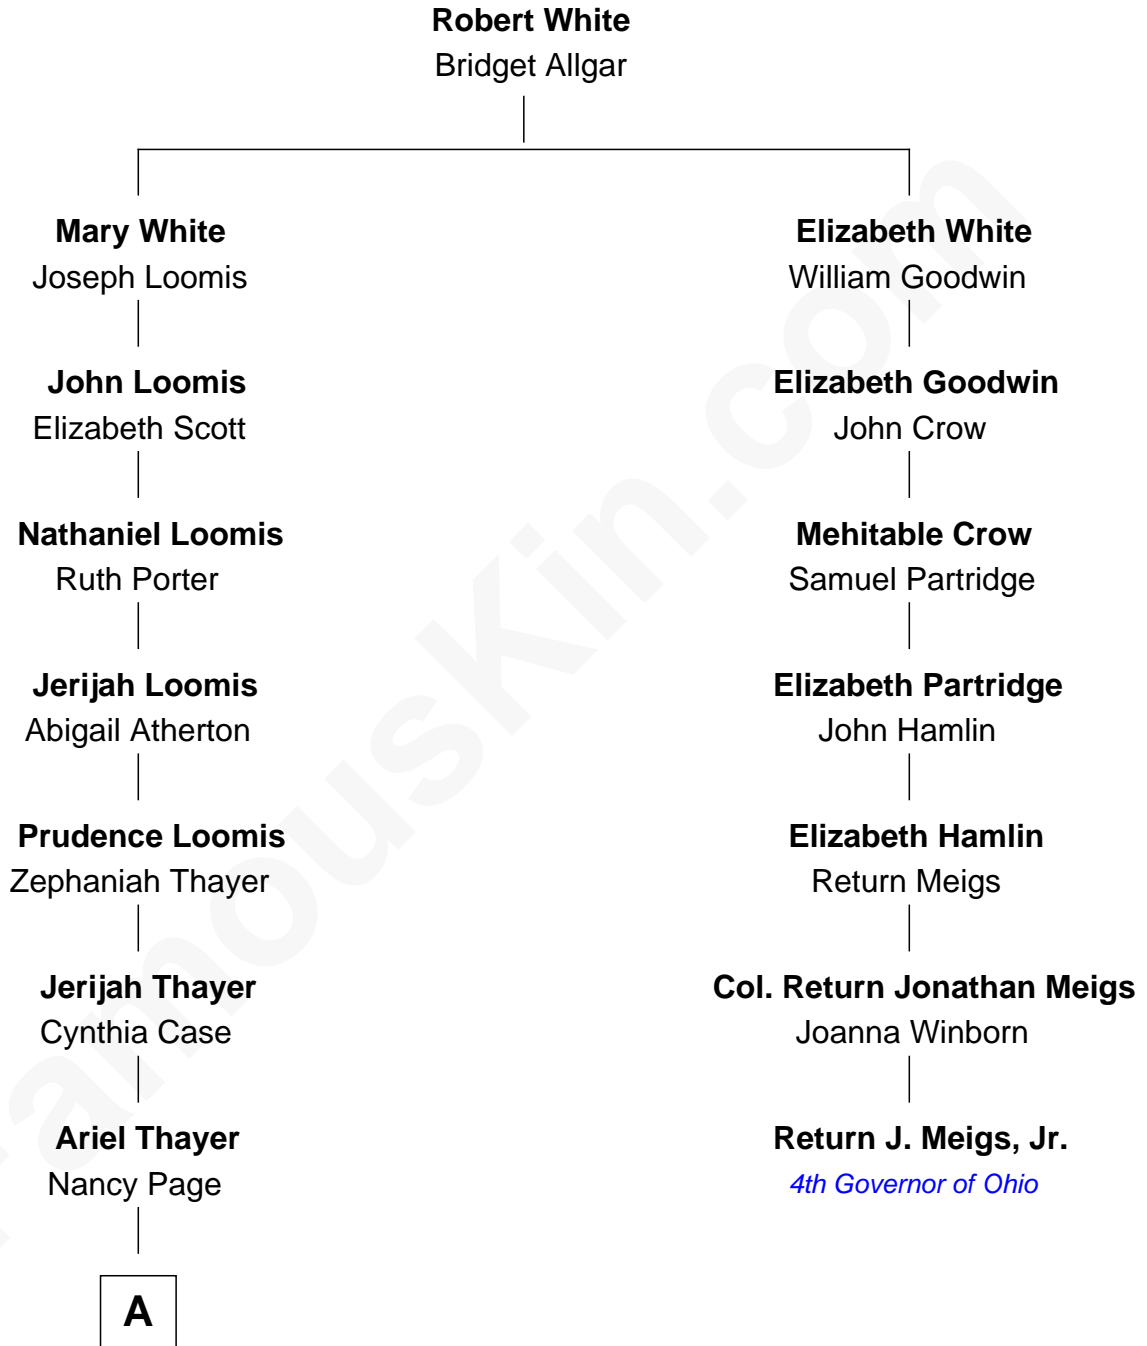 Robert White
Bridget Allgar
Mary White
Joseph Loomis
Elizabeth White
William Goodwin
John Loomis
Elizabeth Scott
Elizabeth Goodwin
John Crow
Nathaniel Loomis
Ruth Porter
Mehitable Crow
Samuel Partridge
Jerijah Loomis
Abigail Atherton
Elizabeth Partridge
John Hamlin
Prudence Loomis
Zephaniah Thayer
Elizabeth Hamlin
Return Meigs
Jerijah Thayer
Cynthia Case
Col. Return Jonathan Meigs
Joanna Winborn
Ariel Thayer
Nancy Page
Return J. Meigs, Jr.
4th Governor of Ohio
A
FamousKin.com